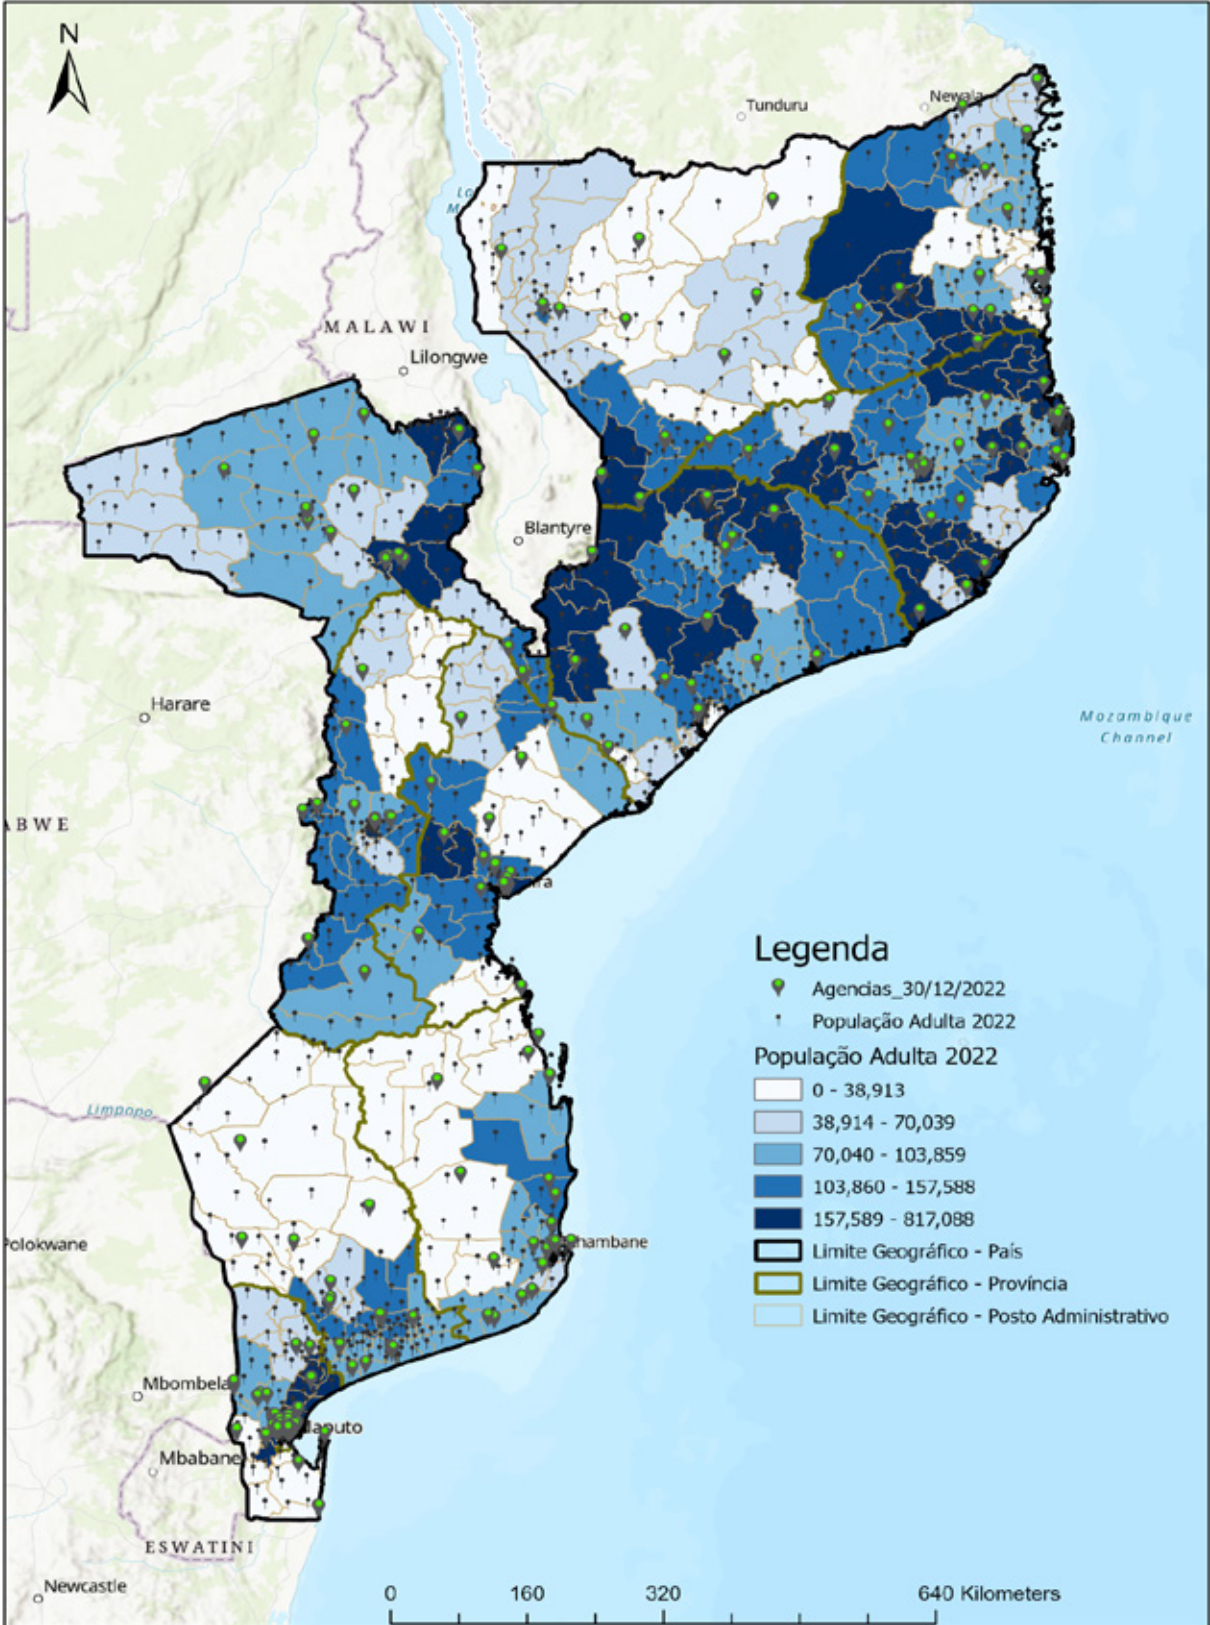 N
Tunduru
Newala
MALAWI
Lilongwe
Blantyre
Harare
Mozambique
Channel
ABWE
Legenda
Agencias_30/12/2022
População Adulta 2022
População Adulta 2022
0 - 38,913
38,914 - 70,039
70,040 - 103,859
103,860 - 157,588
157,589 - 817,088
Limite Geográfico - País
Limite Geográfico - Província
Limite Geográfico - Posto Administrativo
Limpopo
Polokwane
Mbombela
Mbabane
ESWATINI
Newcastle
0 160 320 640 Kilometers